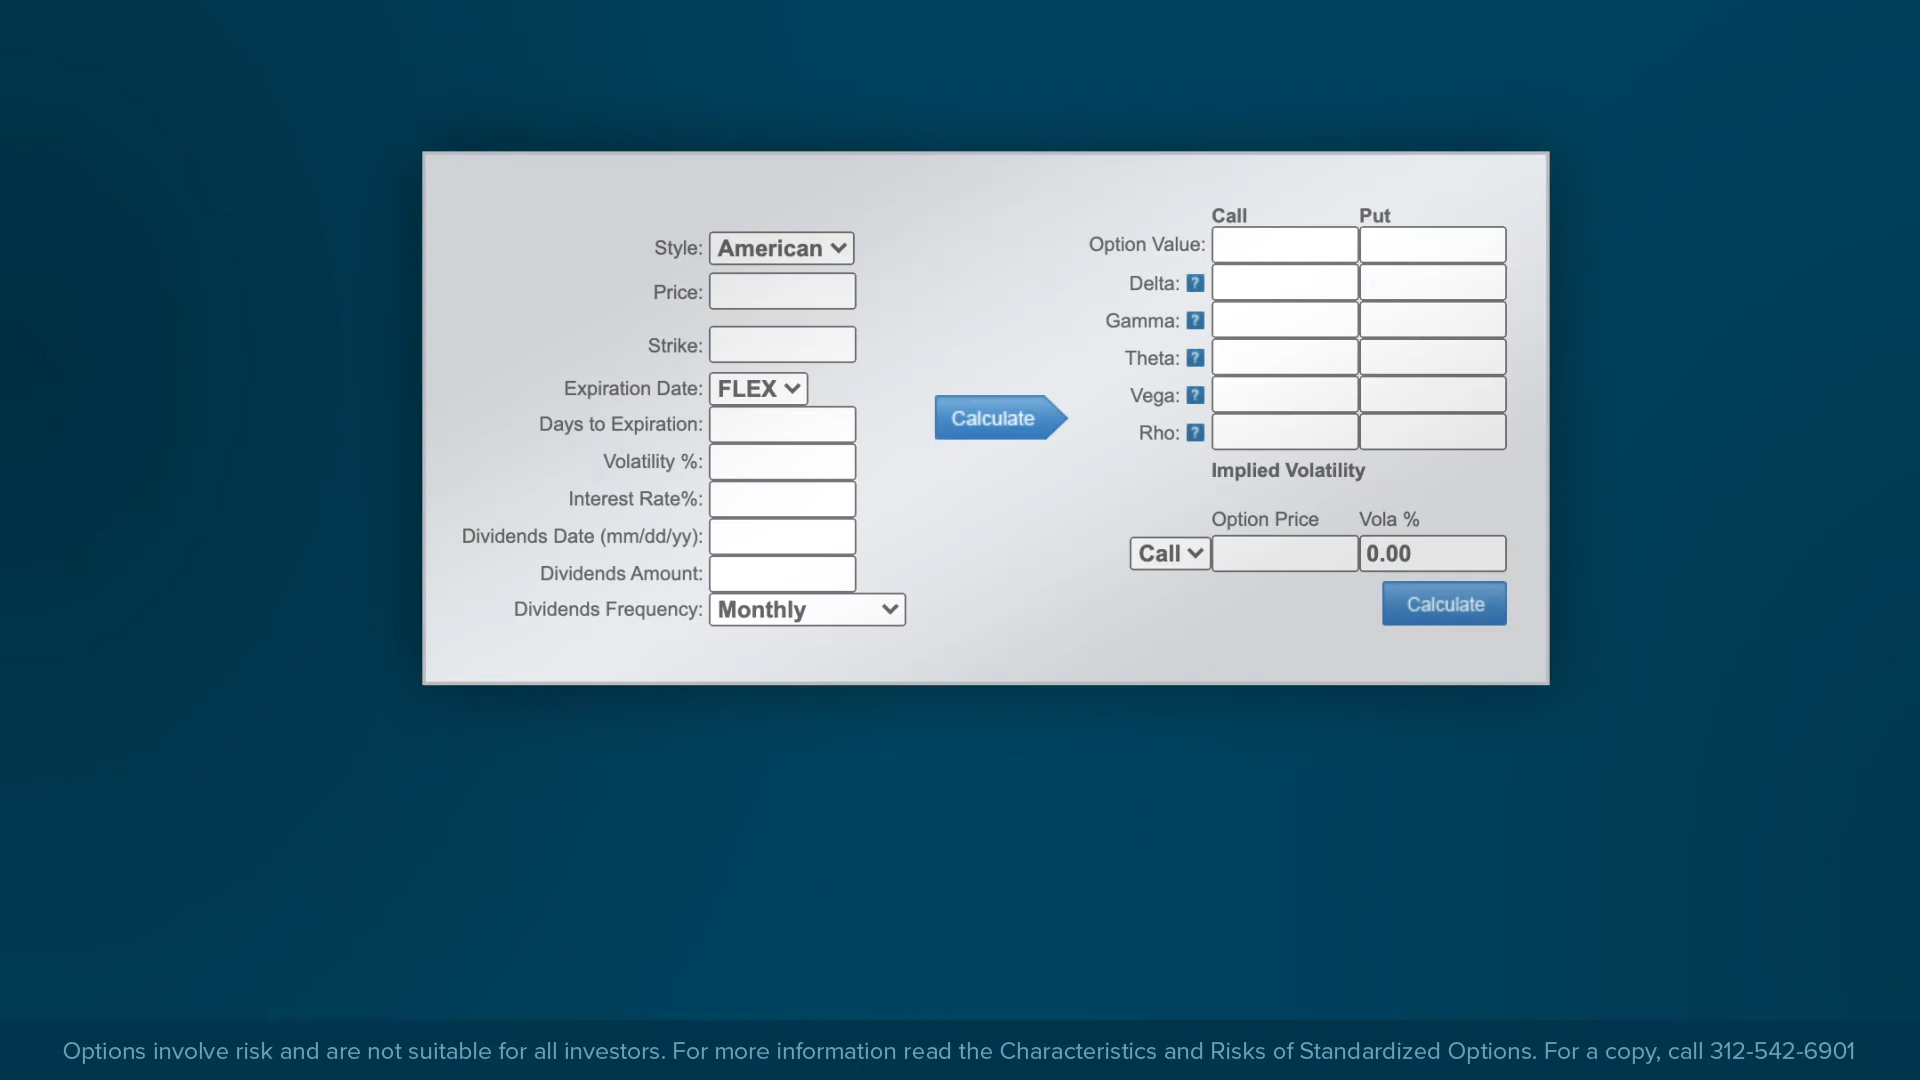 Style: American
Price:
Strike:
Expiration Date: FLEX
Days to Expiration:
Volatility %:
Interest Rate%:
Dividends Date (mm/dd/yy):
Dividends Amount:
Dividends Frequency: Monthly
Calculate
Call Put
Option Value:
Delta: ?
Gamma: ?
Theta: ?
Vega: ?
Rho: ?
Implied Volatility
Option Price Vola %
Call 0.00
Calculate
Options involve risk and are not suitable for all investors. For more information read the Characteristics and Risks of Standardized Options. For a copy, call 312-542-6901